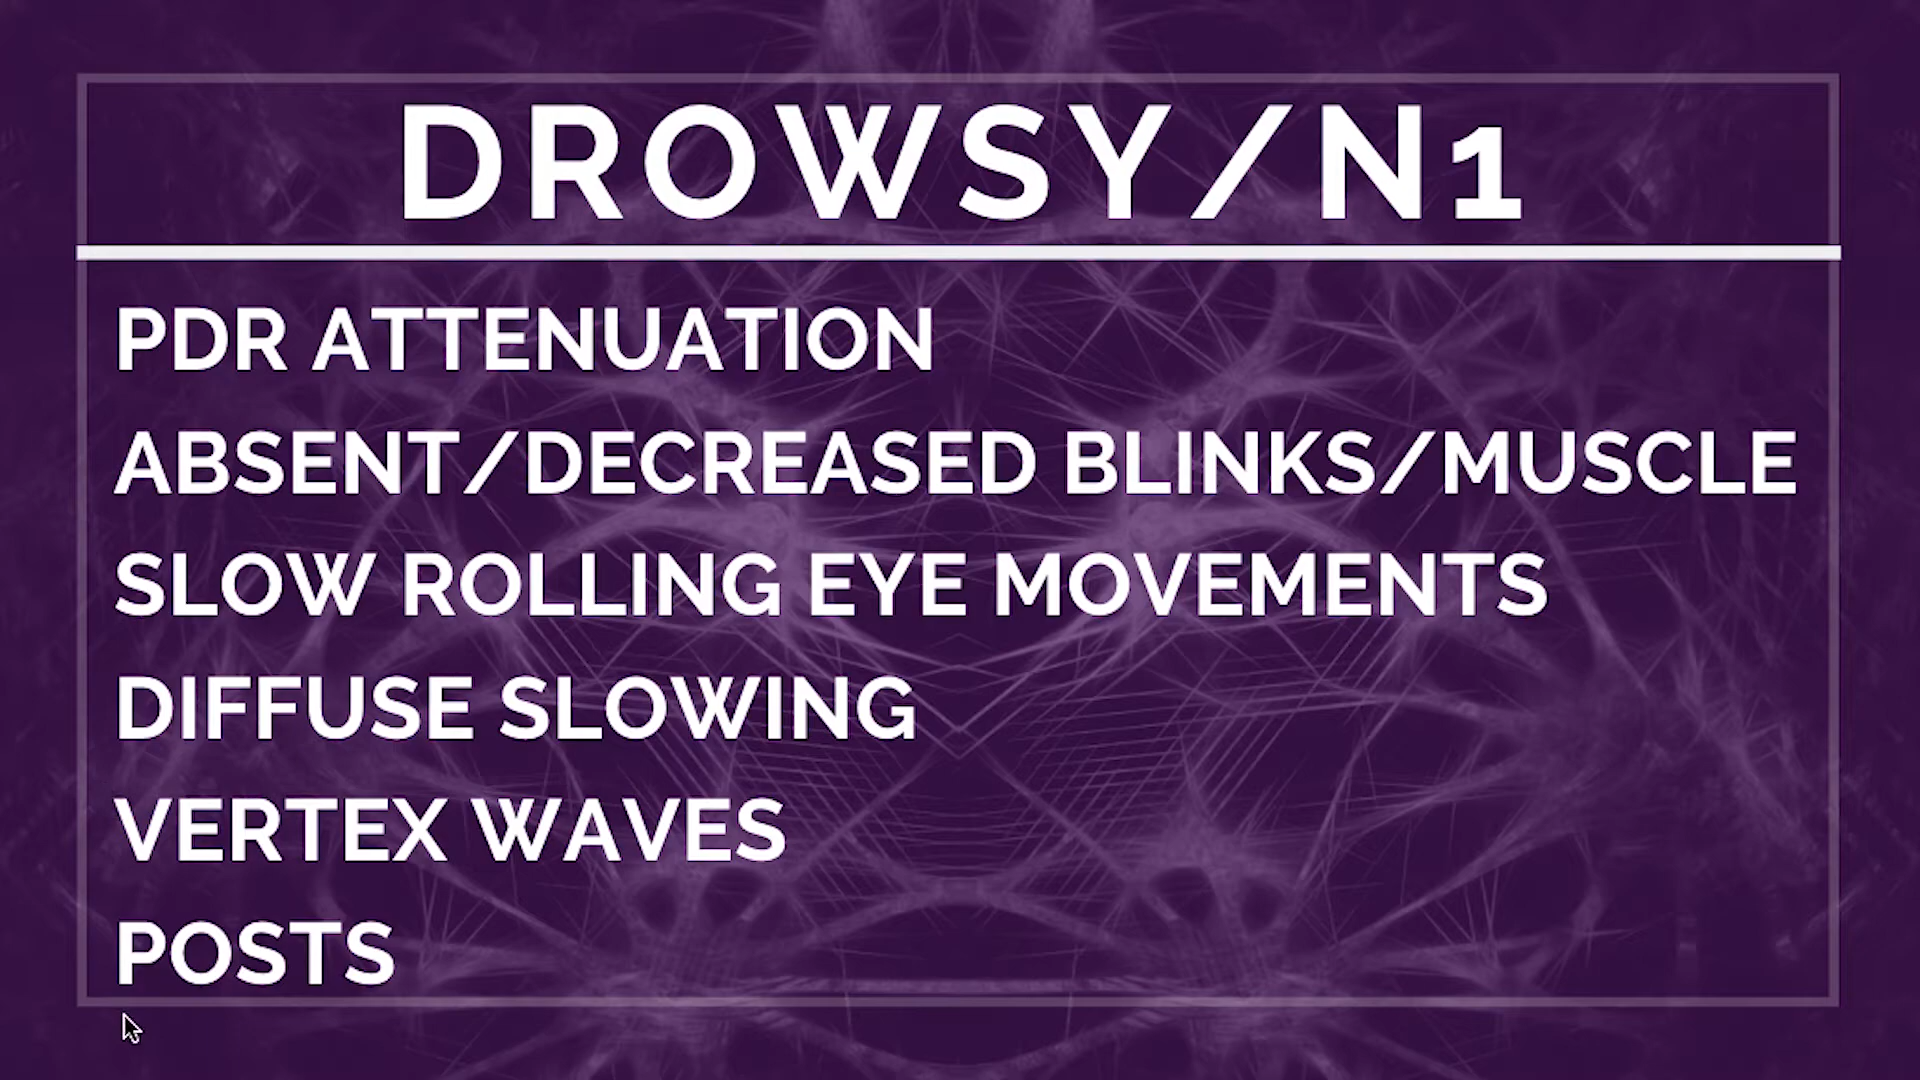 DROWSY/N1
PDR ATTENUATION
ABSENT/DECREASED BLINKS/MUSCLE
SLOW ROLLING EYE MOVEMENTS
DIFFUSE SLOWING
VERTEX WAVES
POSTS